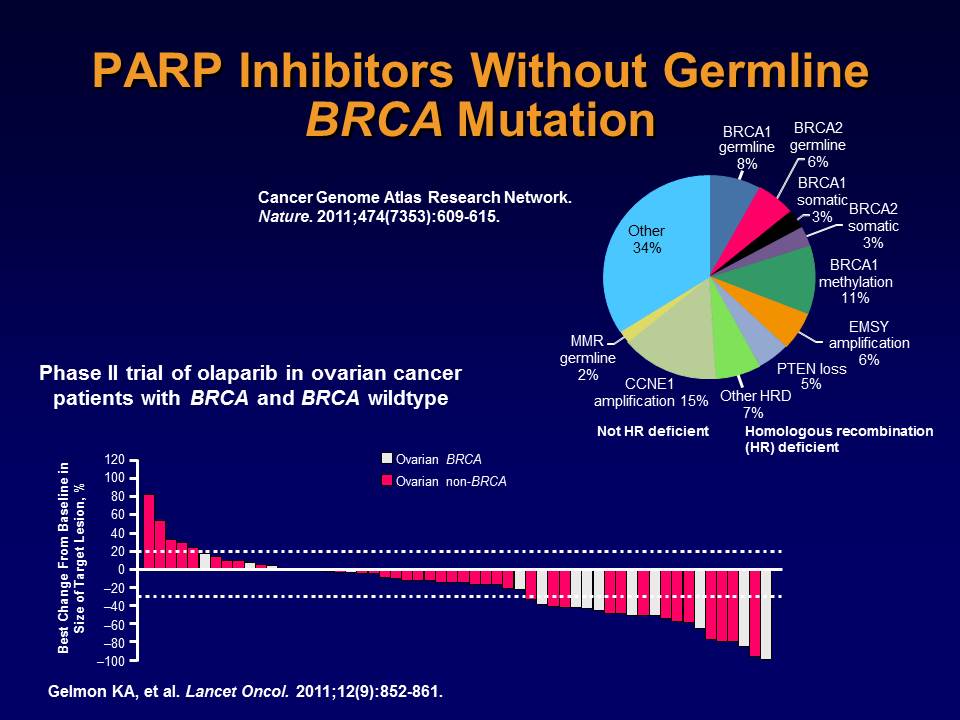 PARP Inhibitors Without Germline
BRCA Mutation
Cancer Genome Atlas Research Network.
Nature. 2011;474(7353):609-615.
BRCA1
germline
8%
BRCA2
germline
6%
BRCA1
somatic
3%
BRCA2
somatic
3%
BRCA1
methylation
11%
EMSY
amplification
6%
PTEN loss
5%
Other HRD
7%
CCNE1
amplification 15%
MMR
germline
2%
Other
34%
Not HR deficient
Homologous recombination
(HR) deficient
Phase II trial of olaparib in ovarian cancer
patients with BRCA and BRCA wildtype
Best Change From Baseline in
Size of Target Lesion, %
120
100
80
60
40
20
0
–20
–40
–60
–80
–100
Ovarian BRCA
Ovarian non-BRCA
Gelmon KA, et al. Lancet Oncol. 2011;12(9):852-861.